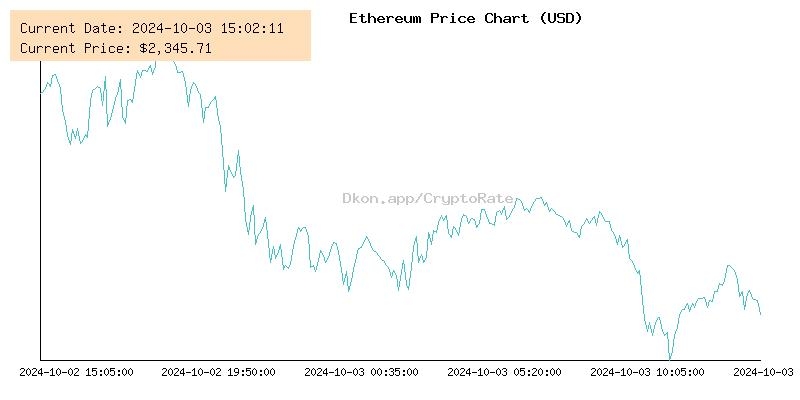 Ethereum Price Chart (USD)
Current Date: 2024-10-03 15:02:11
Current Price: $2,345.71
Dkon.app/CryptoRate
2024-10-02 15:05:00 2024-10-02 19:50:00 2024-10-03 00:35:00 2024-10-03 05:20:00 2024-10-03 10:05:00 2024-10-03